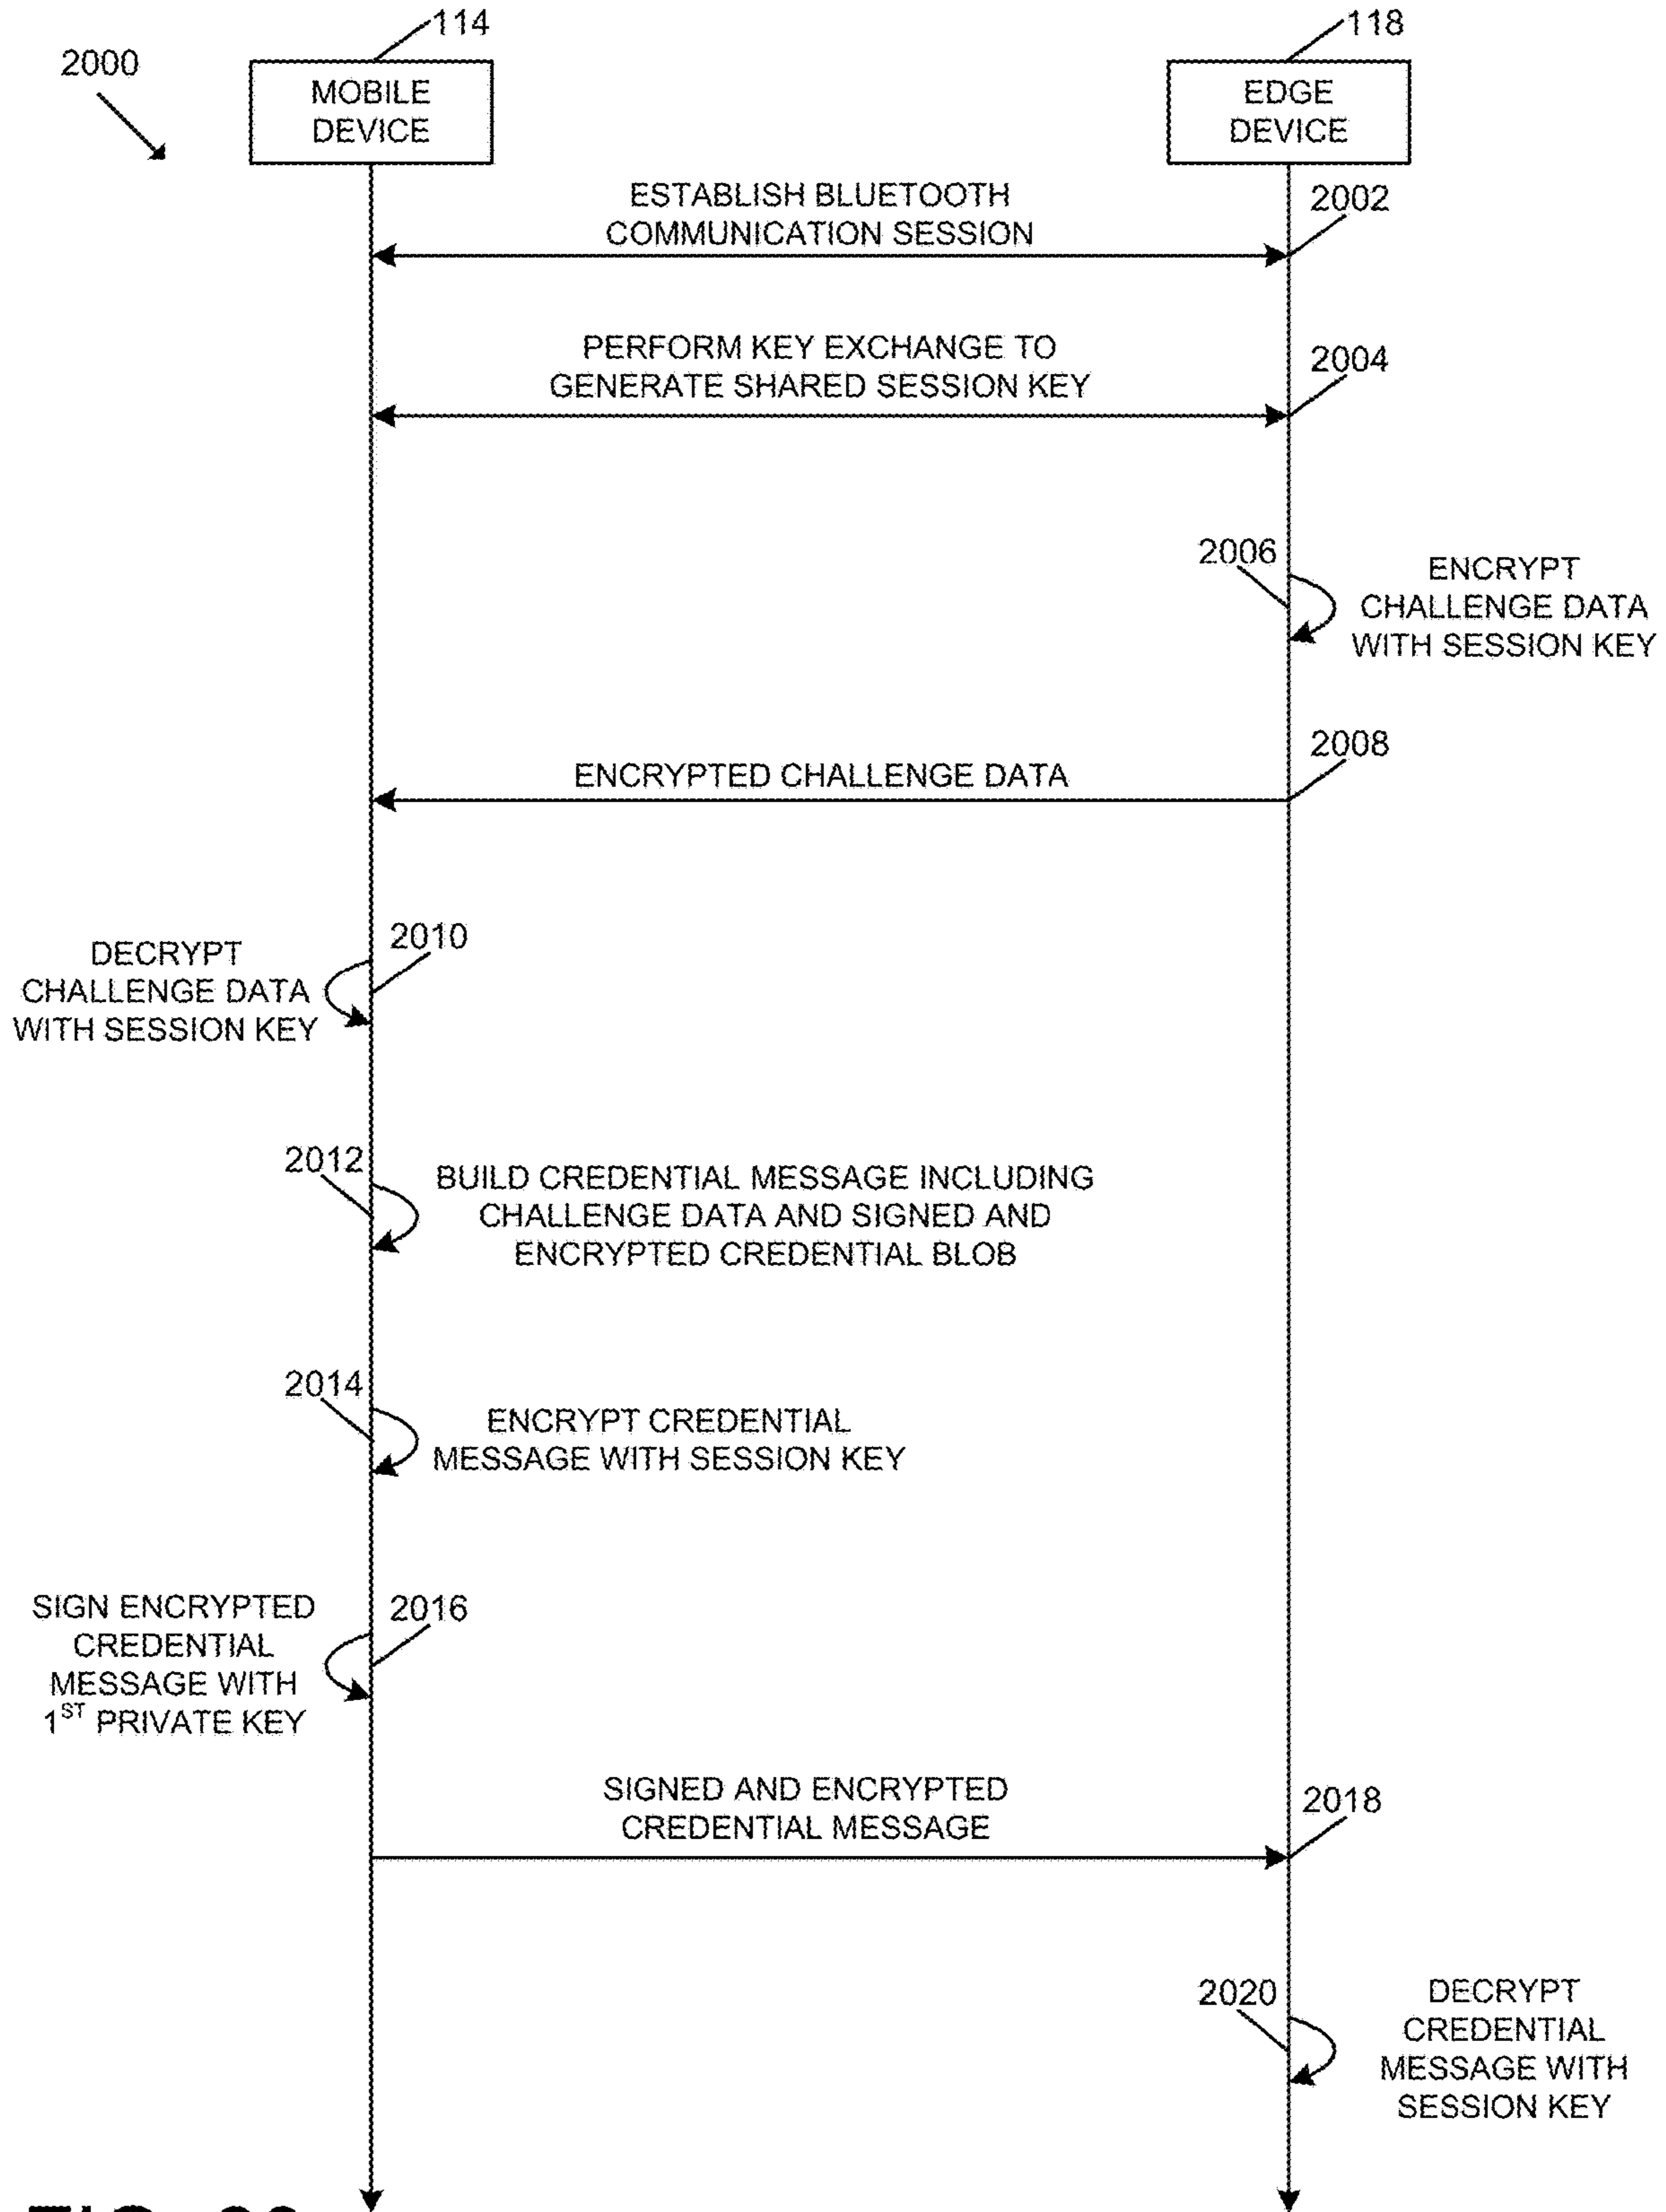 114
118
2000
MOBILE
DEVICE
EDGE
DEVICE
ESTABLISH BLUETOOTH
COMMUNICATION SESSION
2002
PERFORM KEY EXCHANGE TO
GENERATE SHARED SESSION KEY
2004
2006
ENCRYPT
CHALLENGE DATA
WITH SESSION KEY
2008
ENCRYPTED CHALLENGE DATA
2010
DECRYPT
CHALLENGE DATA
WITH SESSION KEY
2012
BUILD CREDENTIAL MESSAGE INCLUDING
CHALLENGE DATA AND SIGNED AND
ENCRYPTED CREDENTIAL BLOB
2014
ENCRYPT CREDENTIAL
MESSAGE WITH SESSION KEY
2016
SIGN ENCRYPTED
CREDENTIAL
MESSAGE WITH
1ST PRIVATE KEY
SIGNED AND ENCRYPTED
CREDENTIAL MESSAGE
2018
2020
DECRYPT
CREDENTIAL
MESSAGE WITH
SESSION KEY